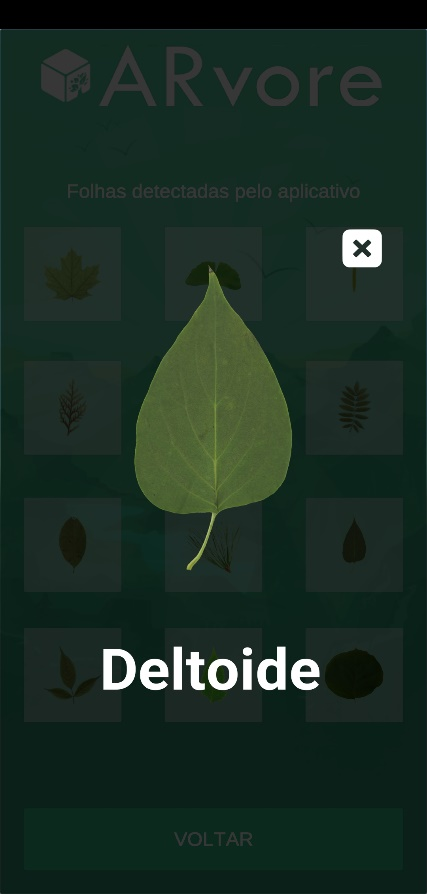 ARvore
Folhas detectadas pelo aplicativo
Deltoide
VOLTAR